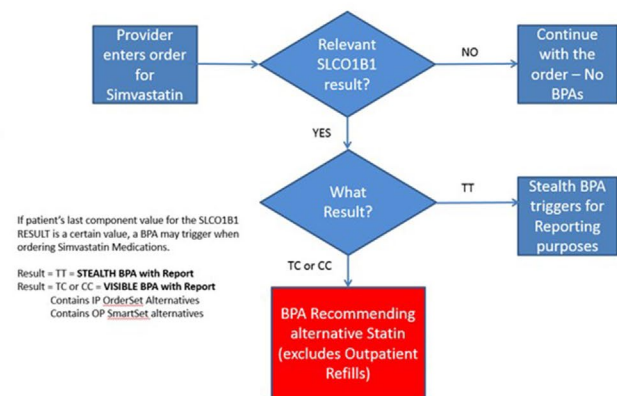 Provider
enters order
for
Simvastatin
Relevant
SLCO1B1
result?
NO
Continue
with the
order – No
BPAs
YES
What
Result?
TT
Stealth BPA
triggers for
Reporting
purposes
If patient's last component value for the SLCO1B1
RESULT is a certain value, a BPA may trigger when
ordering Simvastatin Medications.
Result = TT = STEALTH BPA with Report
Result = TC or CC = VISIBLE BPA with Report
Contains IP OrderSet Alternatives
Contains OP SmartSet alternatives
TC or CC
BPA Recommending
alternative Statin
(excludes Outpatient
Refills)